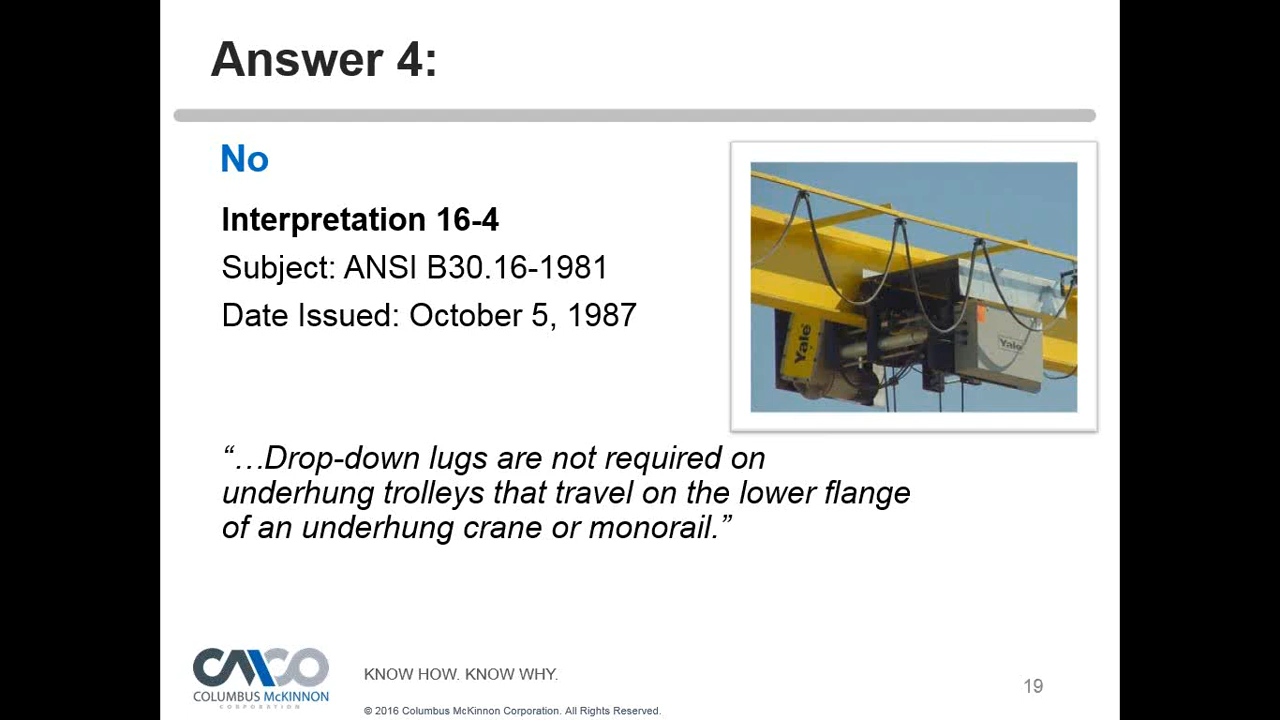 Answer 4:
No
Interpretation 16-4
Subject: ANSI B30.16-1981
Date Issued: October 5, 1987
Yale
Yale
“…Drop-down lugs are not required on
underhung trolleys that travel on the lower flange
of an underhung crane or monorail.”
CMCO
COLUMBUS McKINNON
CORPORATION
KNOW HOW. KNOW WHY.
© 2016 Columbus McKinnon Corporation. All Rights Reserved.
19